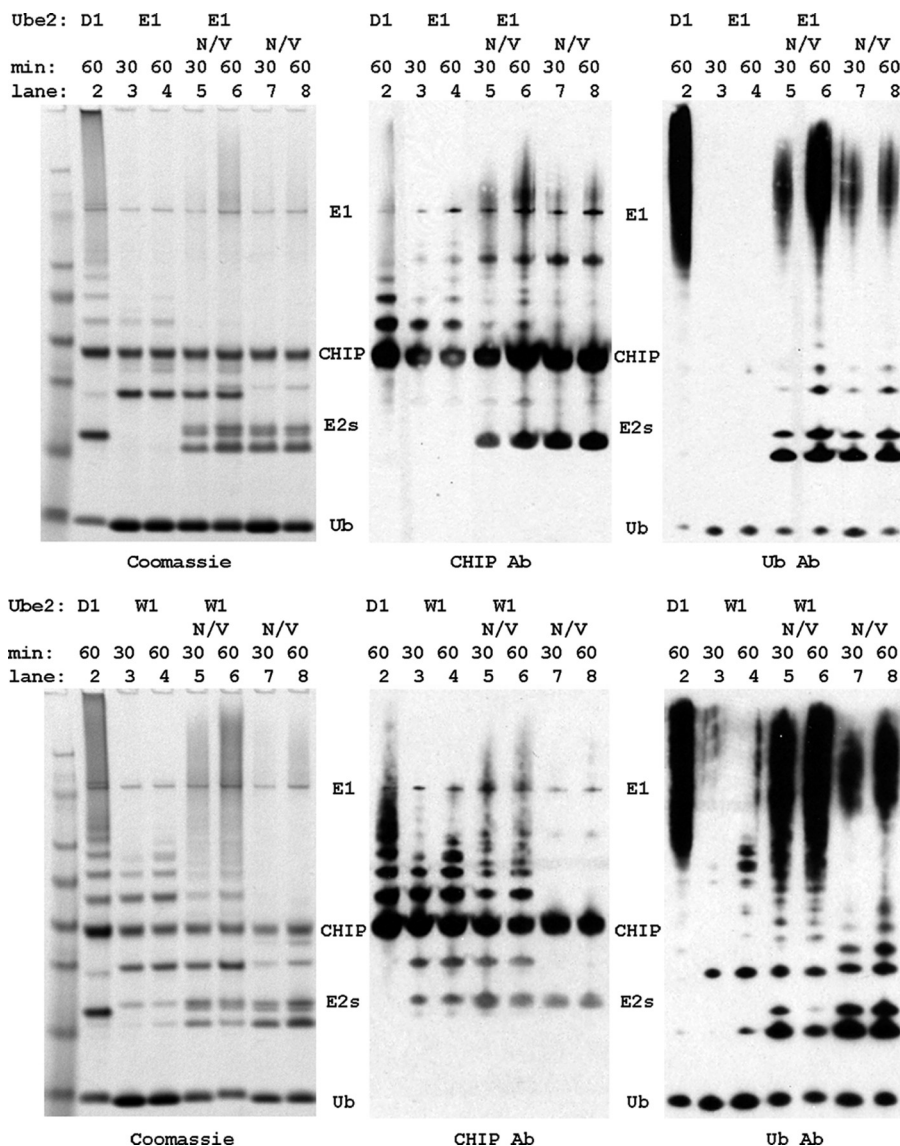 Ube2: D1 E1 E1 D1 E1 E1 D1 E1 E1
N/V N/V N/V N/V N/V N/V
min: 60 30 60 30 60 30 60 60 30 60 30 60 30 60 60 30 60 30 60 30 60
lane: 2 3 4 5 6 7 8 2 3 4 5 6 7 8 2 3 4 5 6 7 8
E1 E1
CHIP CHIP
E2s E2s
Ub Ub
Coomassie CHIP Ab Ub Ab
Ube2: D1 W1 W1 D1 W1 W1 D1 W1 W1
N/V N/V N/V N/V N/V N/V
min: 60 30 60 30 60 30 60 60 30 60 30 60 30 60 60 30 60 30 60 30 60
lane: 2 3 4 5 6 7 8 2 3 4 5 6 7 8 2 3 4 5 6 7 8
E1 E1
CHIP CHIP
E2s E2s
Ub Ub
Coomassie CHIP Ab Ub Ab